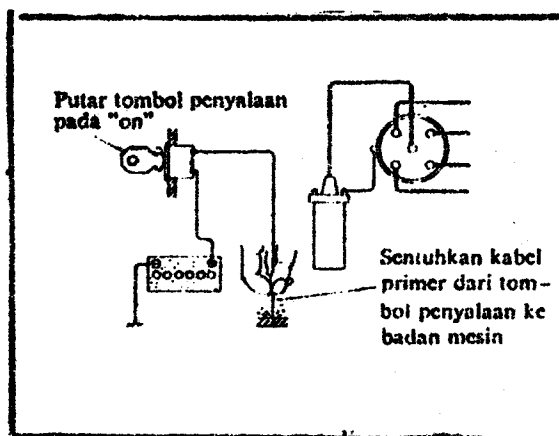 Putar tombol penyalaan
pada "on"
Sentuhkan kabel
primer dari tom-
bol penyalaan ke
badan mesin